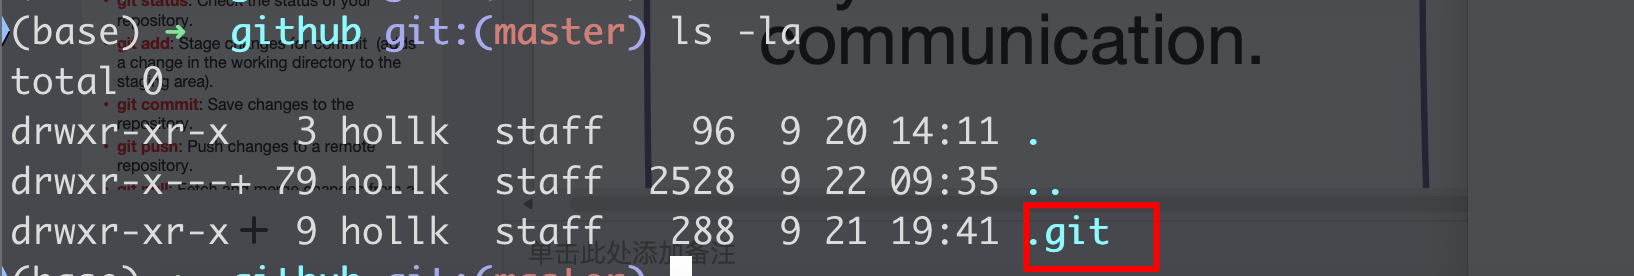 git status: Check the status of your
repository.
(base) ➜ github git:(master) ls -la
communication.
git add: Stage changes for commit (adds
a change in the working directory to the
staging area).
total 0
git commit: Save changes to the
repository.
drwxr-xr-x 3 hollk staff 96 9 20 14:11 .
git push: Push changes to a remote
repository.
drwxr-x---+ 79 hollk staff 2528 9 22 09:35 ..
drwxr-xr-x 9 hollk staff 288 9 21 19:41 .git
单击此处添加备注
(base) ➜ github git:(master)